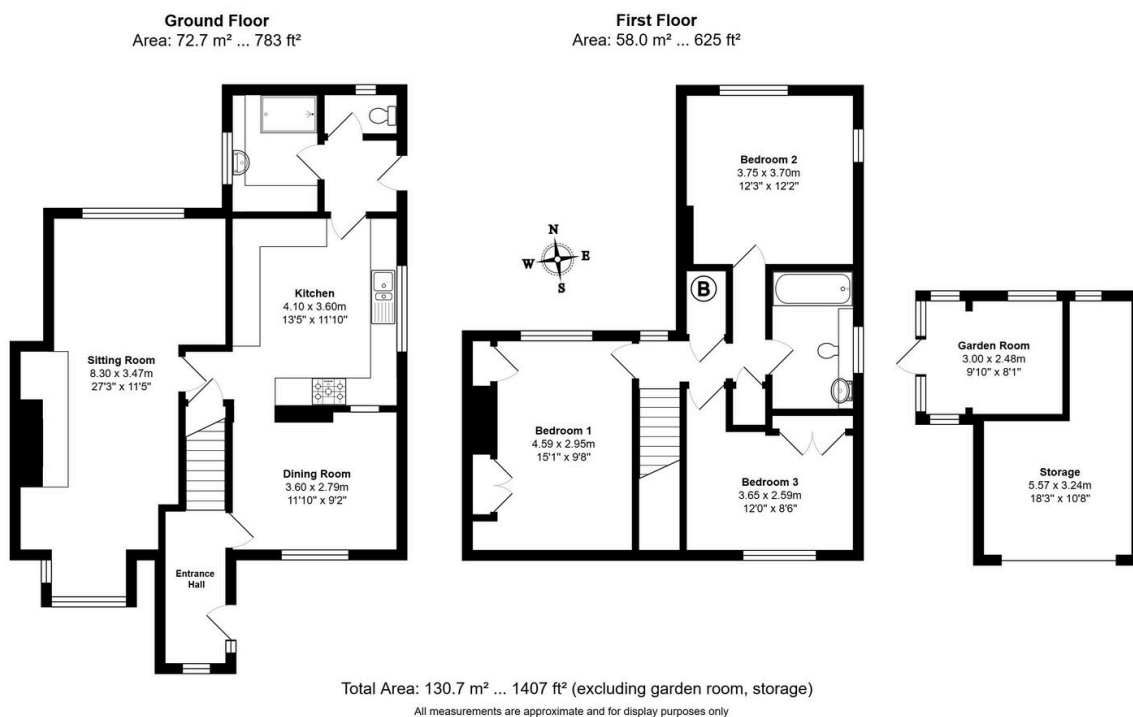 Ground Floor
Area: 72.7 m² ... 783 ft²
First Floor
Area: 58.0 m² ... 625 ft²
Kitchen
4.10 x 3.60m
13'5" x 11'10"
Sitting Room
8.30 x 3.47m
27'3" x 11'5"
Dining Room
3.60 x 2.79m
11'10" x 9'2"
Entrance
Hall
N
W E
S
Bedroom 2
3.75 x 3.70m
12'3" x 12'2"
B
Bedroom 1
4.59 x 2.95m
15'1" x 9'8"
Bedroom 3
3.65 x 2.59m
12'0" x 8'6"
Garden Room
3.00 x 2.48m
9'10" x 8'1"
Storage
5.57 x 3.24m
18'3" x 10'8"
Total Area: 130.7 m² ... 1407 ft² (excluding garden room, storage)
All measurements are approximate and for display purposes only